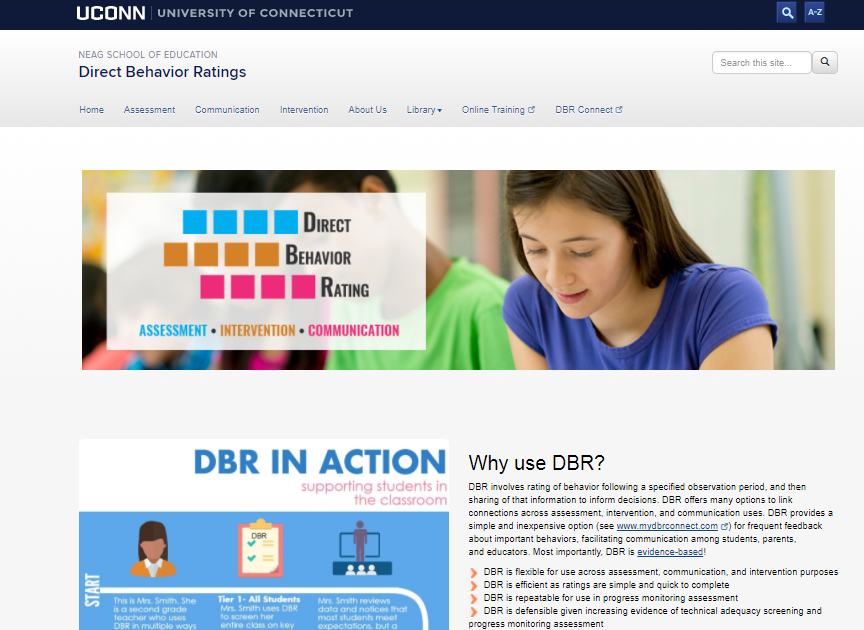 UCONN UNIVERSITY OF CONNECTICUT
A-Z
NEAG SCHOOL OF EDUCATION
Direct Behavior Ratings
Search this site...
Home Assessment Communication Intervention About Us Library Online Training DBR Connect
DIRECT
BEHAVIOR
RATING
ASSESSMENT • INTERVENTION • COMMUNICATION
DBR IN ACTION
supporting students in
the classroom
DBR
START
This is Mrs. Smith. She
is a second grade
teacher who uses
DBR in multiple ways
Tier 1- All Students
Mrs. Smith uses DBR
to screen her
entire class on key
Mrs. Smith reviews
data and notices that
most students meet
expectations, but a
Why use DBR?
DBR involves rating of behavior following a specified observation period, and then
sharing of that information to inform decisions. DBR offers many options to link
connections across assessment, intervention, and communication uses. DBR provides a
simple and inexpensive option (see www.mydbrconnect.com) for frequent feedback
about important behaviors, facilitating communication among students, parents,
and educators. Most importantly, DBR is evidence-based!
DBR is flexible for use across assessment, communication, and intervention purposes
DBR is efficient as ratings are simple and quick to complete
DBR is repeatable for use in progress monitoring assessment
DBR is defensible given increasing evidence of technical adequacy screening and
progress monitoring assessment